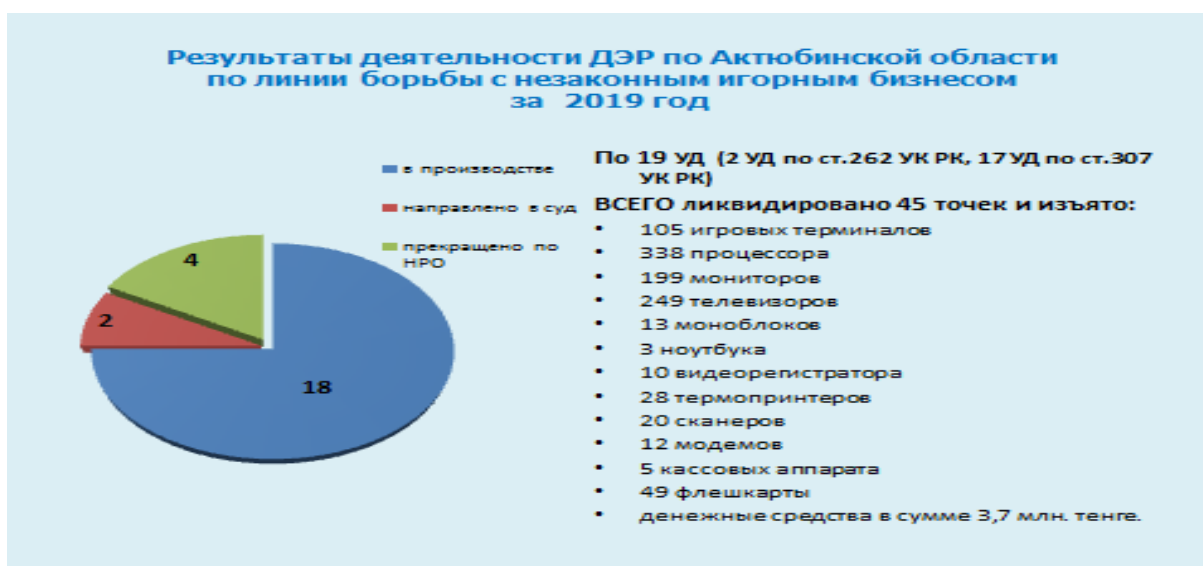 Результаты деятельности ДЭР по Актюбинской области
по линии борьбы с незаконным игорным бизнесом
за 2019 год
в производстве
направлено в суд
прекращено по
НРО
4
2
18
По 19 УД (2 УД по ст.262 УК РК, 17УД по ст.307
УК РК)
ВСЕГО ликвидировано 45 точек и изъято:
• 105 игровых терминалов
• 338 процессора
• 199 мониторов
• 249 телевизоров
• 13 моноблоков
• 3 ноутбука
• 10 видеорегистратора
• 28 термопринтеров
• 20 сканеров
• 12 модемов
• 5 кассовых аппарата
• 49 флешкарты
• денежные средства в сумме 3,7 млн. тенге.